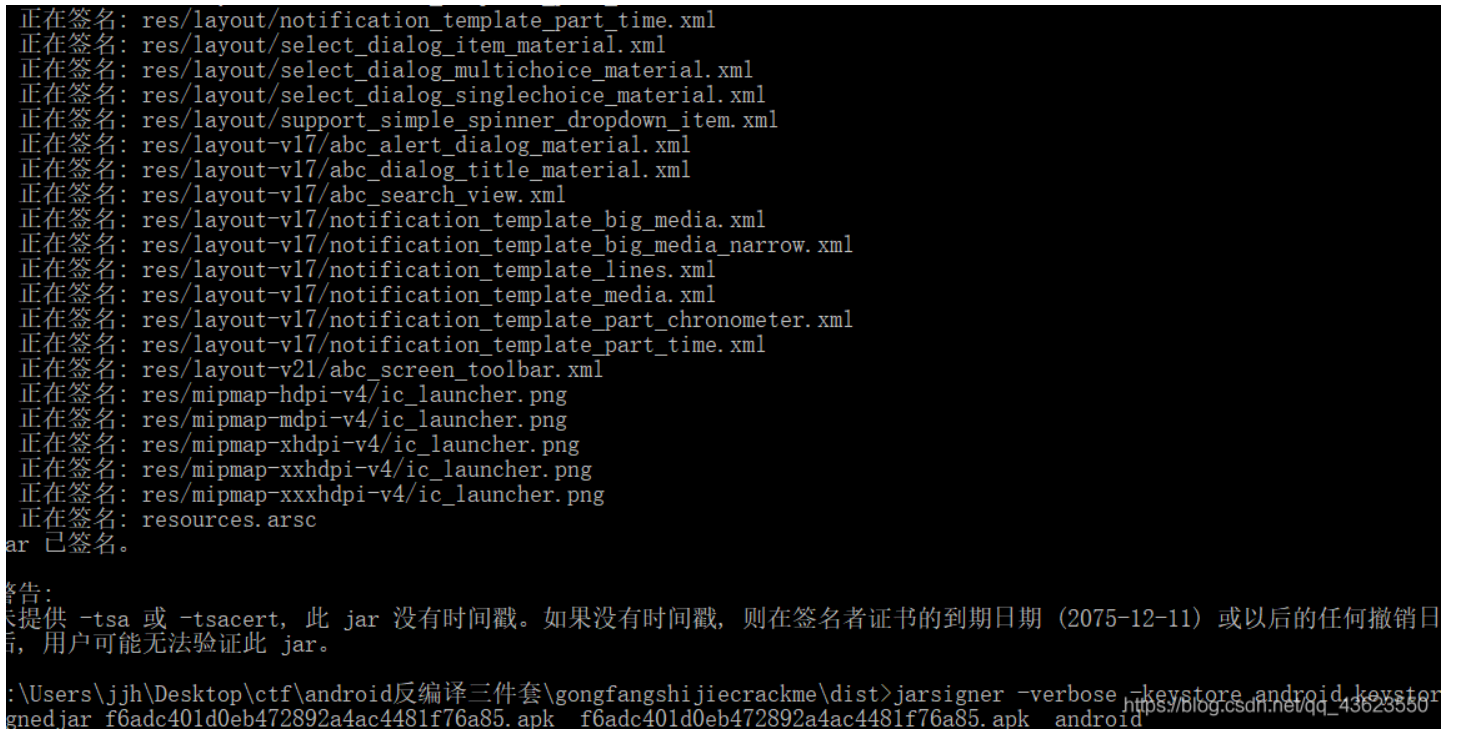 正在签名: res/layout/notification_template_part_time.xml
正在签名: res/layout/select_dialog_item_material.xml
正在签名: res/layout/select_dialog_multichoice_material.xml
正在签名: res/layout/select_dialog_singlechoice_material.xml
正在签名: res/layout/support_simple_spinner_dropdown_item.xml
正在签名: res/layout-v17/abc_alert_dialog_material.xml
正在签名: res/layout-v17/abc_dialog_title_material.xml
正在签名: res/layout-v17/abc_search_view.xml
正在签名: res/layout-v17/notification_template_big_media.xml
正在签名: res/layout-v17/notification_template_big_media_narrow.xml
正在签名: res/layout-v17/notification_template_lines.xml
正在签名: res/layout-v17/notification_template_media.xml
正在签名: res/layout-v17/notification_template_part_chronometer.xml
正在签名: res/layout-v17/notification_template_part_time.xml
正在签名: res/layout-v21/abc_screen_toolbar.xml
正在签名: res/mipmap-hdpi-v4/ic_launcher.png
正在签名: res/mipmap-mdpi-v4/ic_launcher.png
正在签名: res/mipmap-xhdpi-v4/ic_launcher.png
正在签名: res/mipmap-xxhdpi-v4/ic_launcher.png
正在签名: res/mipmap-xxxhdpi-v4/ic_launcher.png
正在签名: resources.arsc
ar 已签名。
警告:
提供 -tsa 或 -tsacert, 此 jar 没有时间戳。如果没有时间戳, 则在签名者证书的到期日期 (2075-12-11) 或以后的任何撤销日
后, 用户可能无法验证此 jar。
:\Users\jjh\Desktop\ctf\android反编译三件套\gongfangshijiecrackme\dist>jarsigner -verbose -keystore android.keystor
gnedjar f6adc401d0eb472892a4ac4481f76a85.apk f6adc401d0eb472892a4ac4481f76a85.apk android
https://blog.csdn.net/qq_43623550